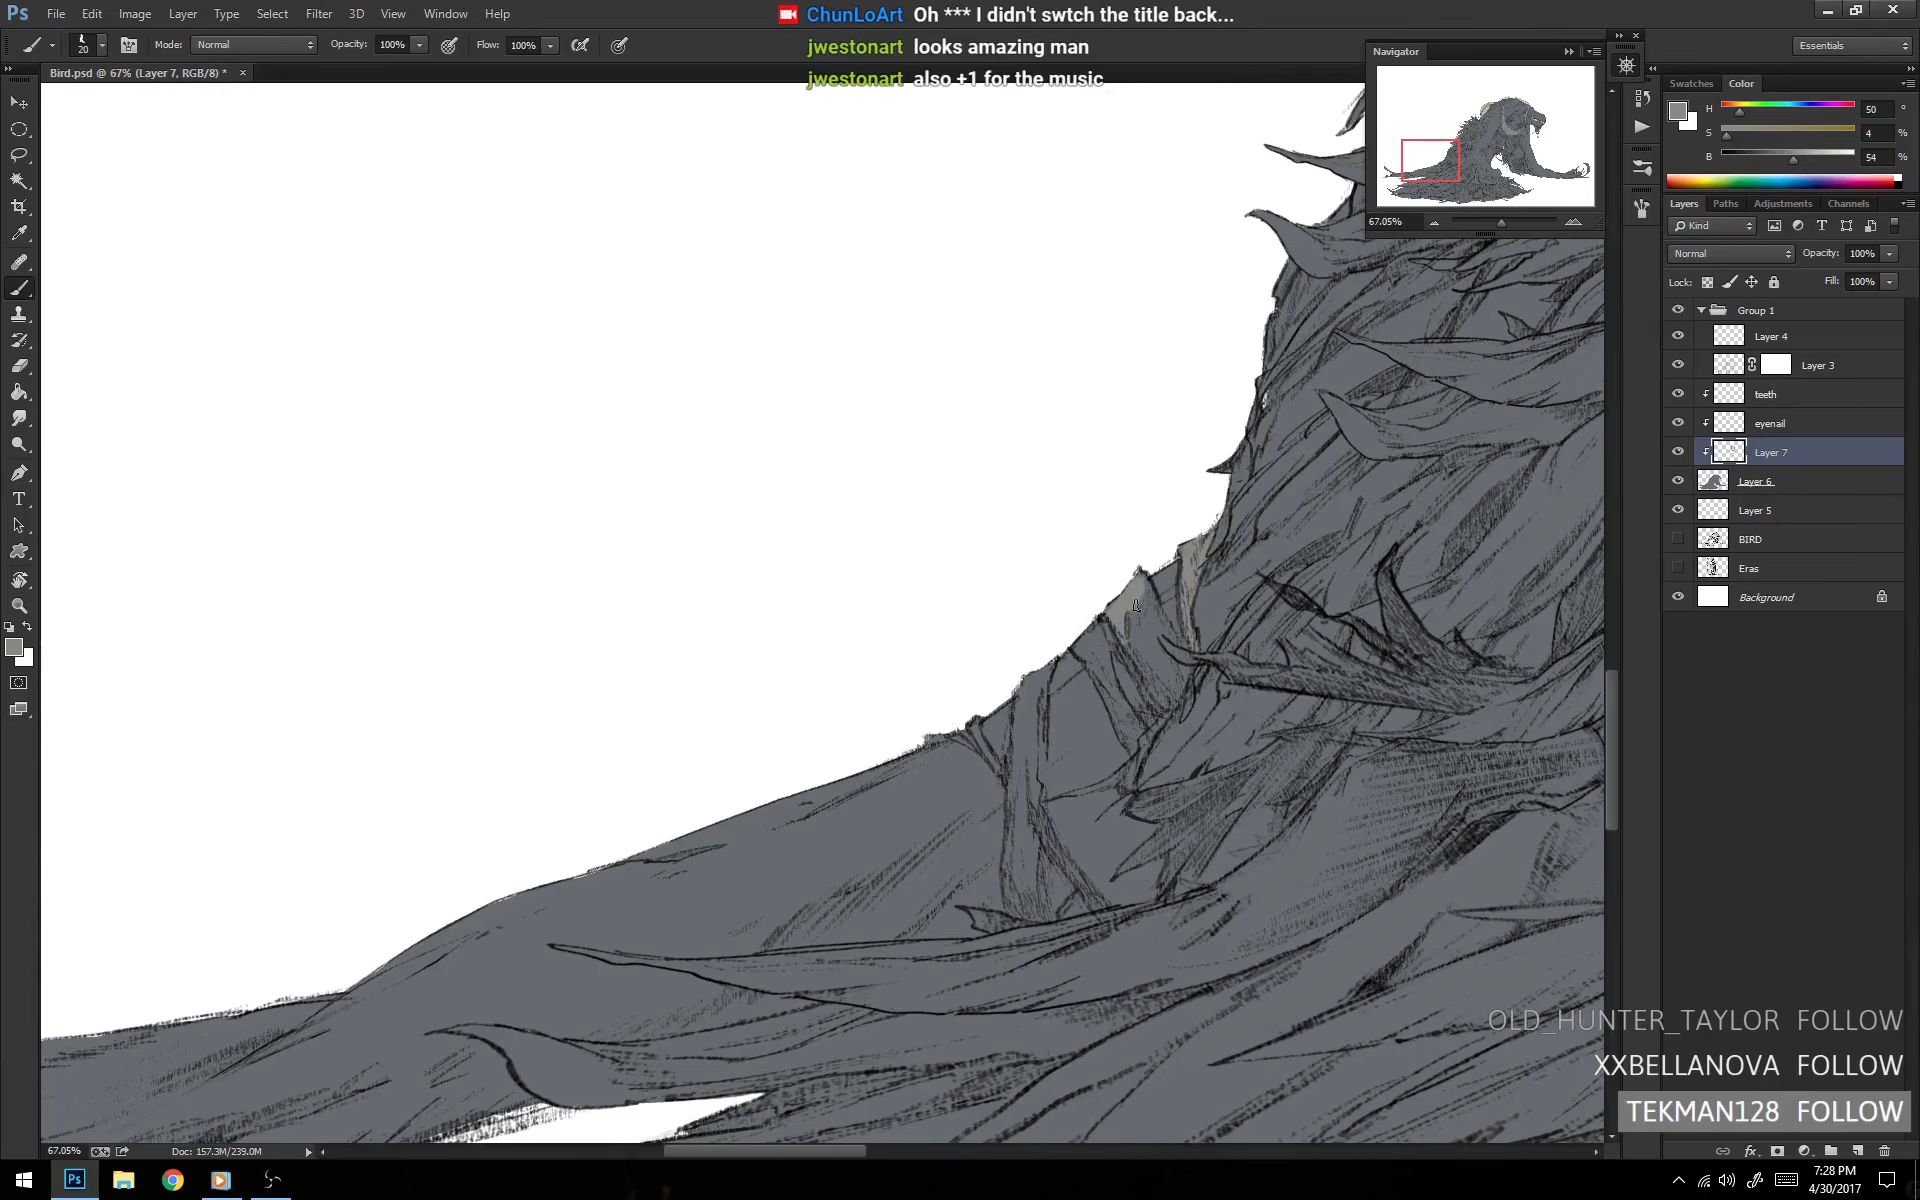 Ps File Edit Image Layer Type Select Filter 3D View Window Help
ChunLoArt Oh *** I didn't swtch the title back...
jwestonart looks amazing man
jwestonart also +1 for the music
20 Mode: Normal Opacity: 100% Flow: 100%
Essentials
Bird.psd @ 67% (Layer 7, RGB/8) * ×
Navigator
67.05%
Swatches Color
H 50 °
S 4 %
B 54 %
Layers Paths Adjustments Channels
Kind
Normal Opacity: 100%
Lock: Fill: 100%
Group 1
Layer 4
Layer 3
teeth
eyenail
Layer 7
Layer 6
Layer 5
BIRD
Eras
Background
OLD_HUNTER_TAYLOR FOLLOW
XXBELLANOVA FOLLOW
TEKMAN128 FOLLOW
67.05% Doc: 157.3M/239.0M
Ps
7:28 PM
4/30/2017